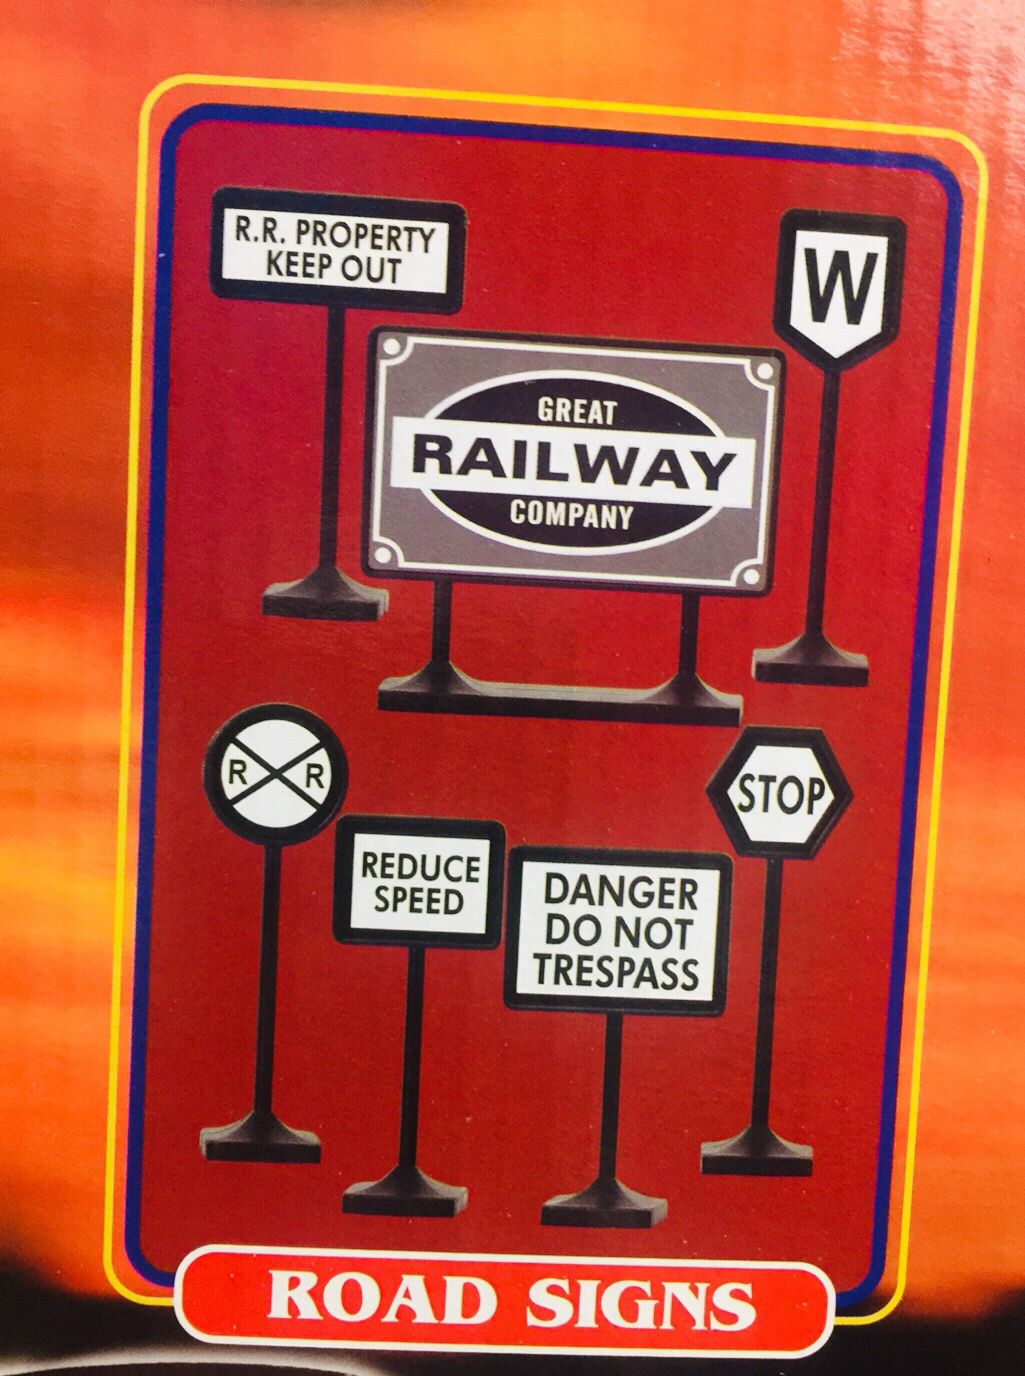 R.R. PROPERTY
KEEP OUT
W
GREAT
RAILWAY
COMPANY
R R
STOP
REDUCE
SPEED
DANGER
DO NOT
TRESPASS
ROAD SIGNS